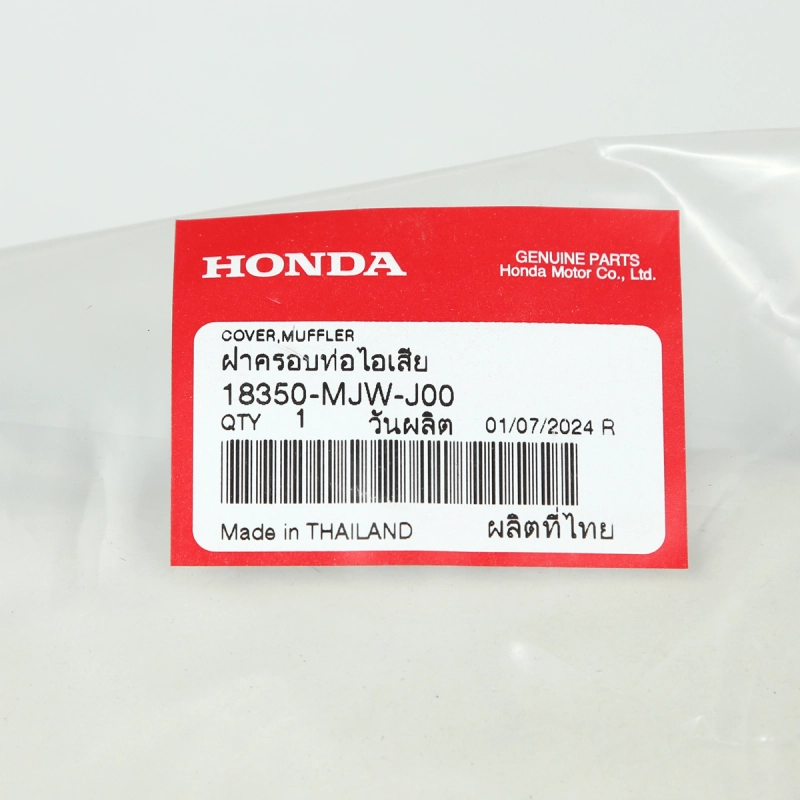 HONDA
GENUINE PARTS
Honda Motor Co., Ltd.
COVER,MUFFLER
ฝาครอบท่อไอเสีย
18350-MJW-J00
QTY 1 วันผลิต 01/07/2024 R
Made in THAILAND ผลิตที่ไทย